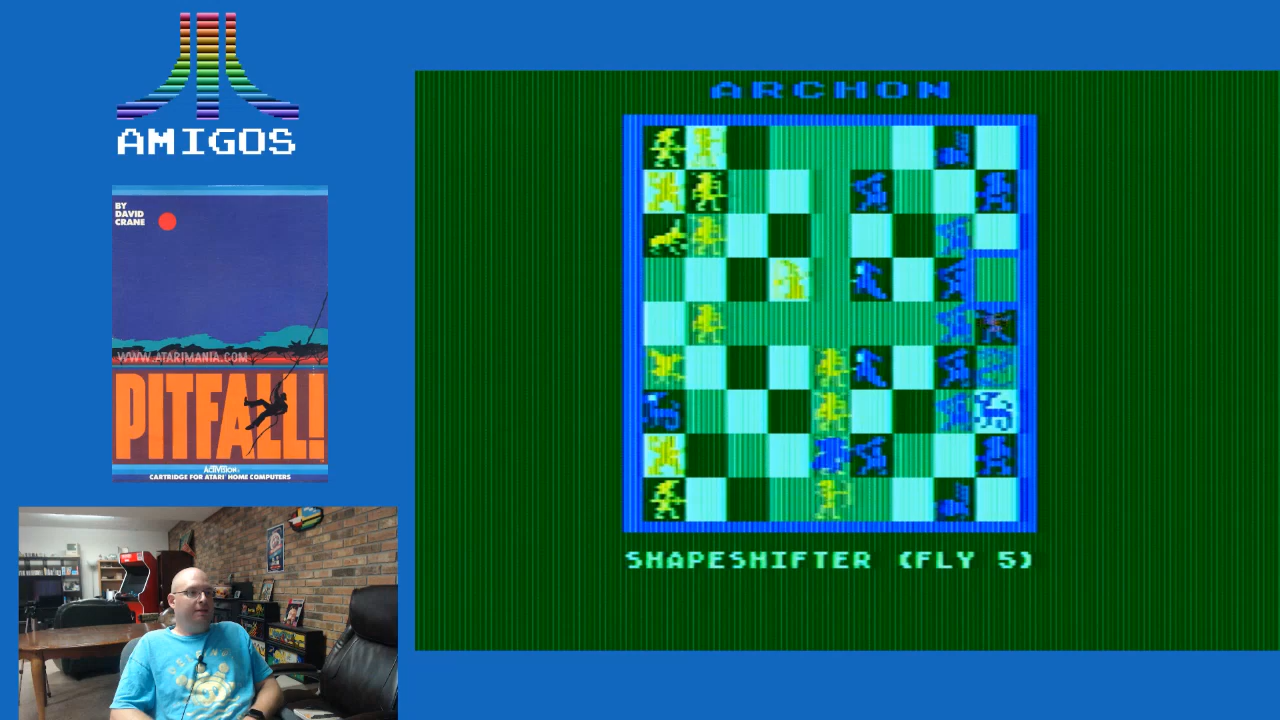 AMIGOS
BY
DAVID
CRANE
WWW.ATARIMANIA.COM
PITFALL!
ACTIVISION
CARTRIDGE FOR ATARI HOME COMPUTERS
ARCHON
SHAPESHIFTER (FLY 5)